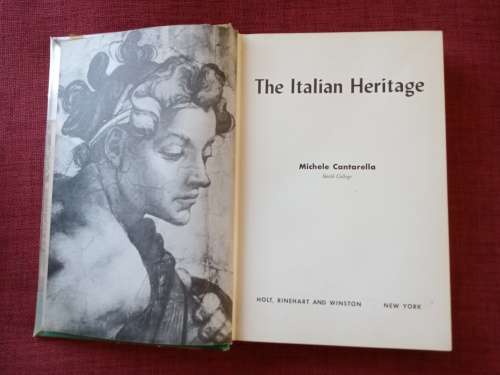 The Italian Heritage
Michele Cantarella
Smith College
HOLT, RINEHART AND WINSTON NEW YORK